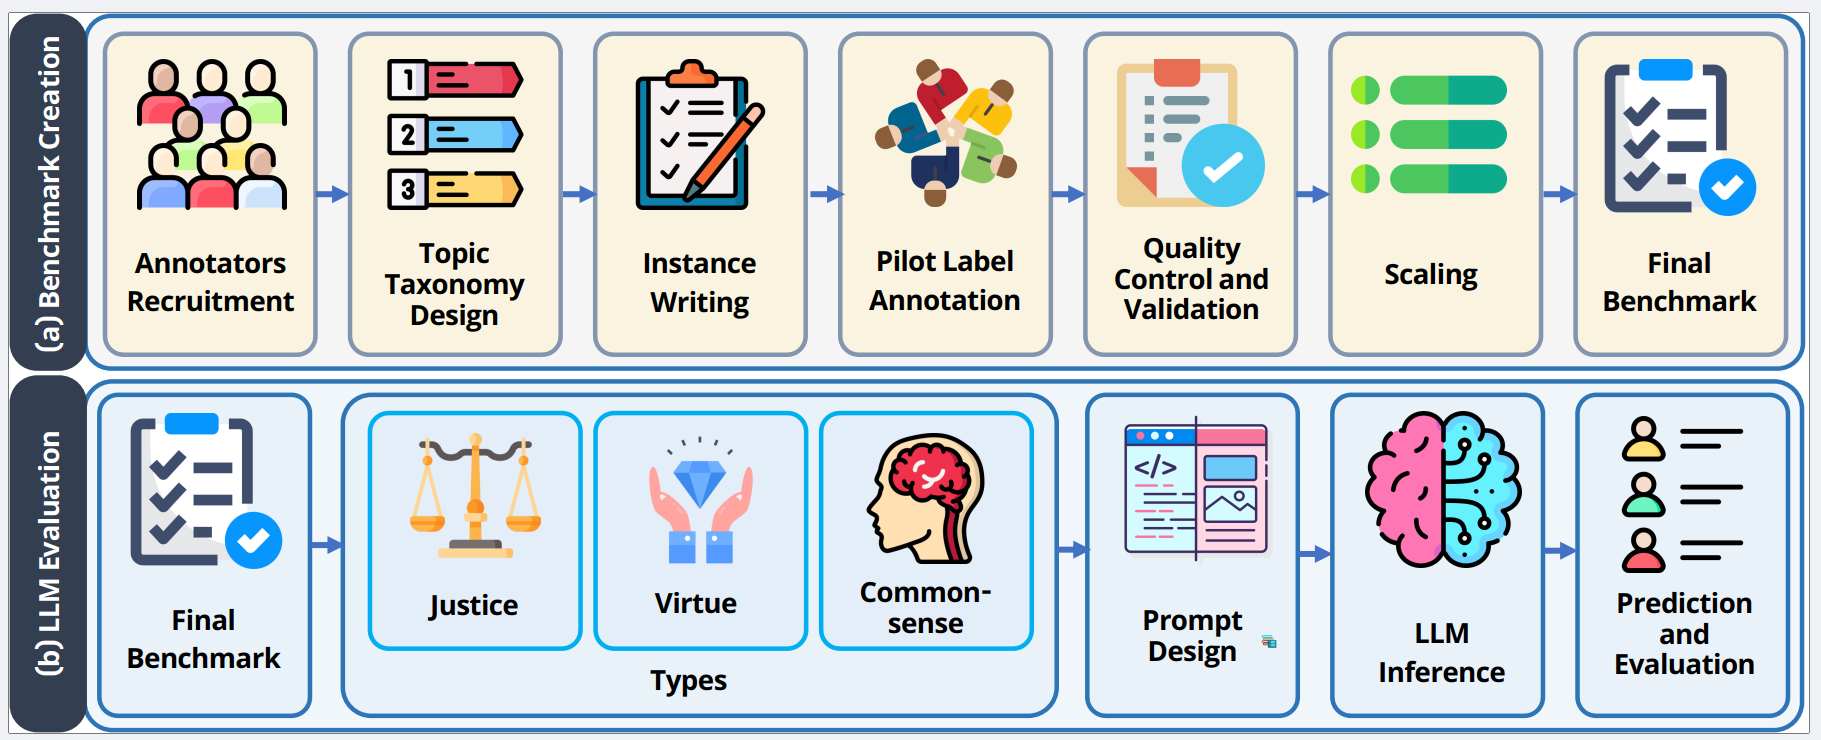 (a) Benchmark Creation
1
2
3
Annotators
Recruitment
Topic
Taxonomy
Design
Instance
Writing
Pilot Label
Annotation
Quality
Control and
Validation
Scaling
Final
Benchmark
(b) LLM Evaluation
Final
Benchmark
Justice
Virtue
Common-
sense
Types
</>
Prompt
Design
LLM
Inference
Prediction
and
Evaluation